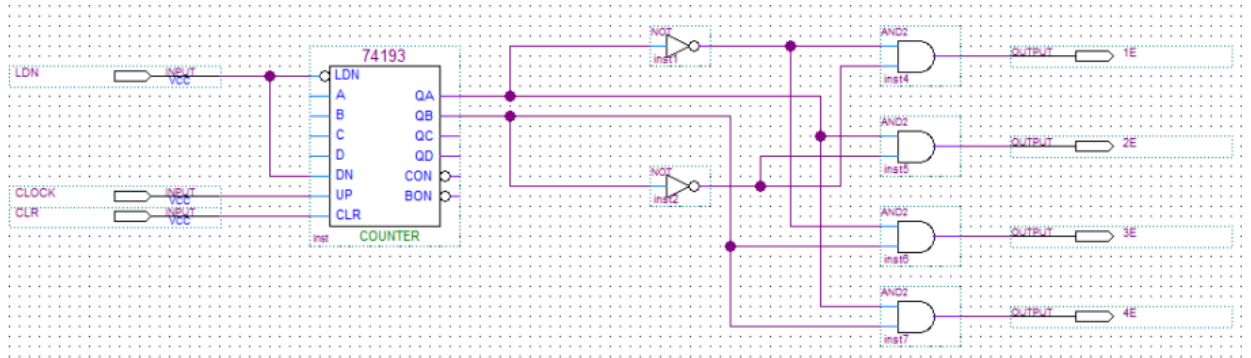 74193
LDN
INPUT
VCC
LDN
A
B
C
D
DN
UP
CLR
QA
QB
QC
QD
CON
BON
COUNTER
inst
CLOCK
INPUT
VCC
CLR
INPUT
VCC
NOT
inst1
NOT
inst2
AND2
inst4
OUTPUT
1E
AND2
inst5
OUTPUT
2E
AND2
inst6
OUTPUT
3E
AND2
inst7
OUTPUT
4E